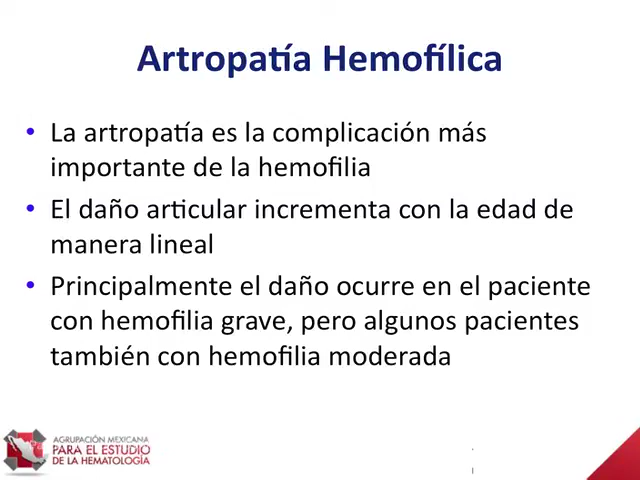 Artropatía Hemofílica
• La artropatía es la complicación más
importante de la hemofilia
• El daño articular incrementa con la edad de
manera lineal
• Principalmente el daño ocurre en el paciente
con hemofilia grave, pero algunos pacientes
también con hemofilia moderada
AGRUPACIÓN MEXICANA
PARA EL ESTUDIO
DE LA HEMATOLOGÍA